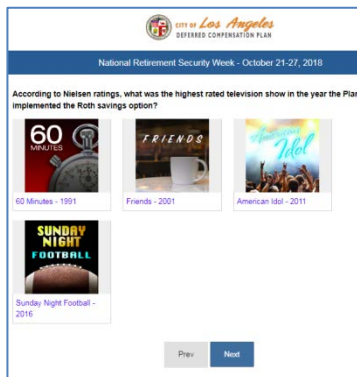 CITY OF Los Angeles
DEFERRED COMPENSATION PLAN
National Retirement Security Week - October 21-27, 2018
According to Nielsen ratings, what was the highest rated television show in the year the Plan
implemented the Roth savings option?
60
MINUTES
FRIENDS
American
Idol
60 Minutes - 1991
Friends - 2001
American Idol - 2011
SUNDAY
NIGHT
FOOTBALL
Sunday Night Football -
2016
Prev
Next